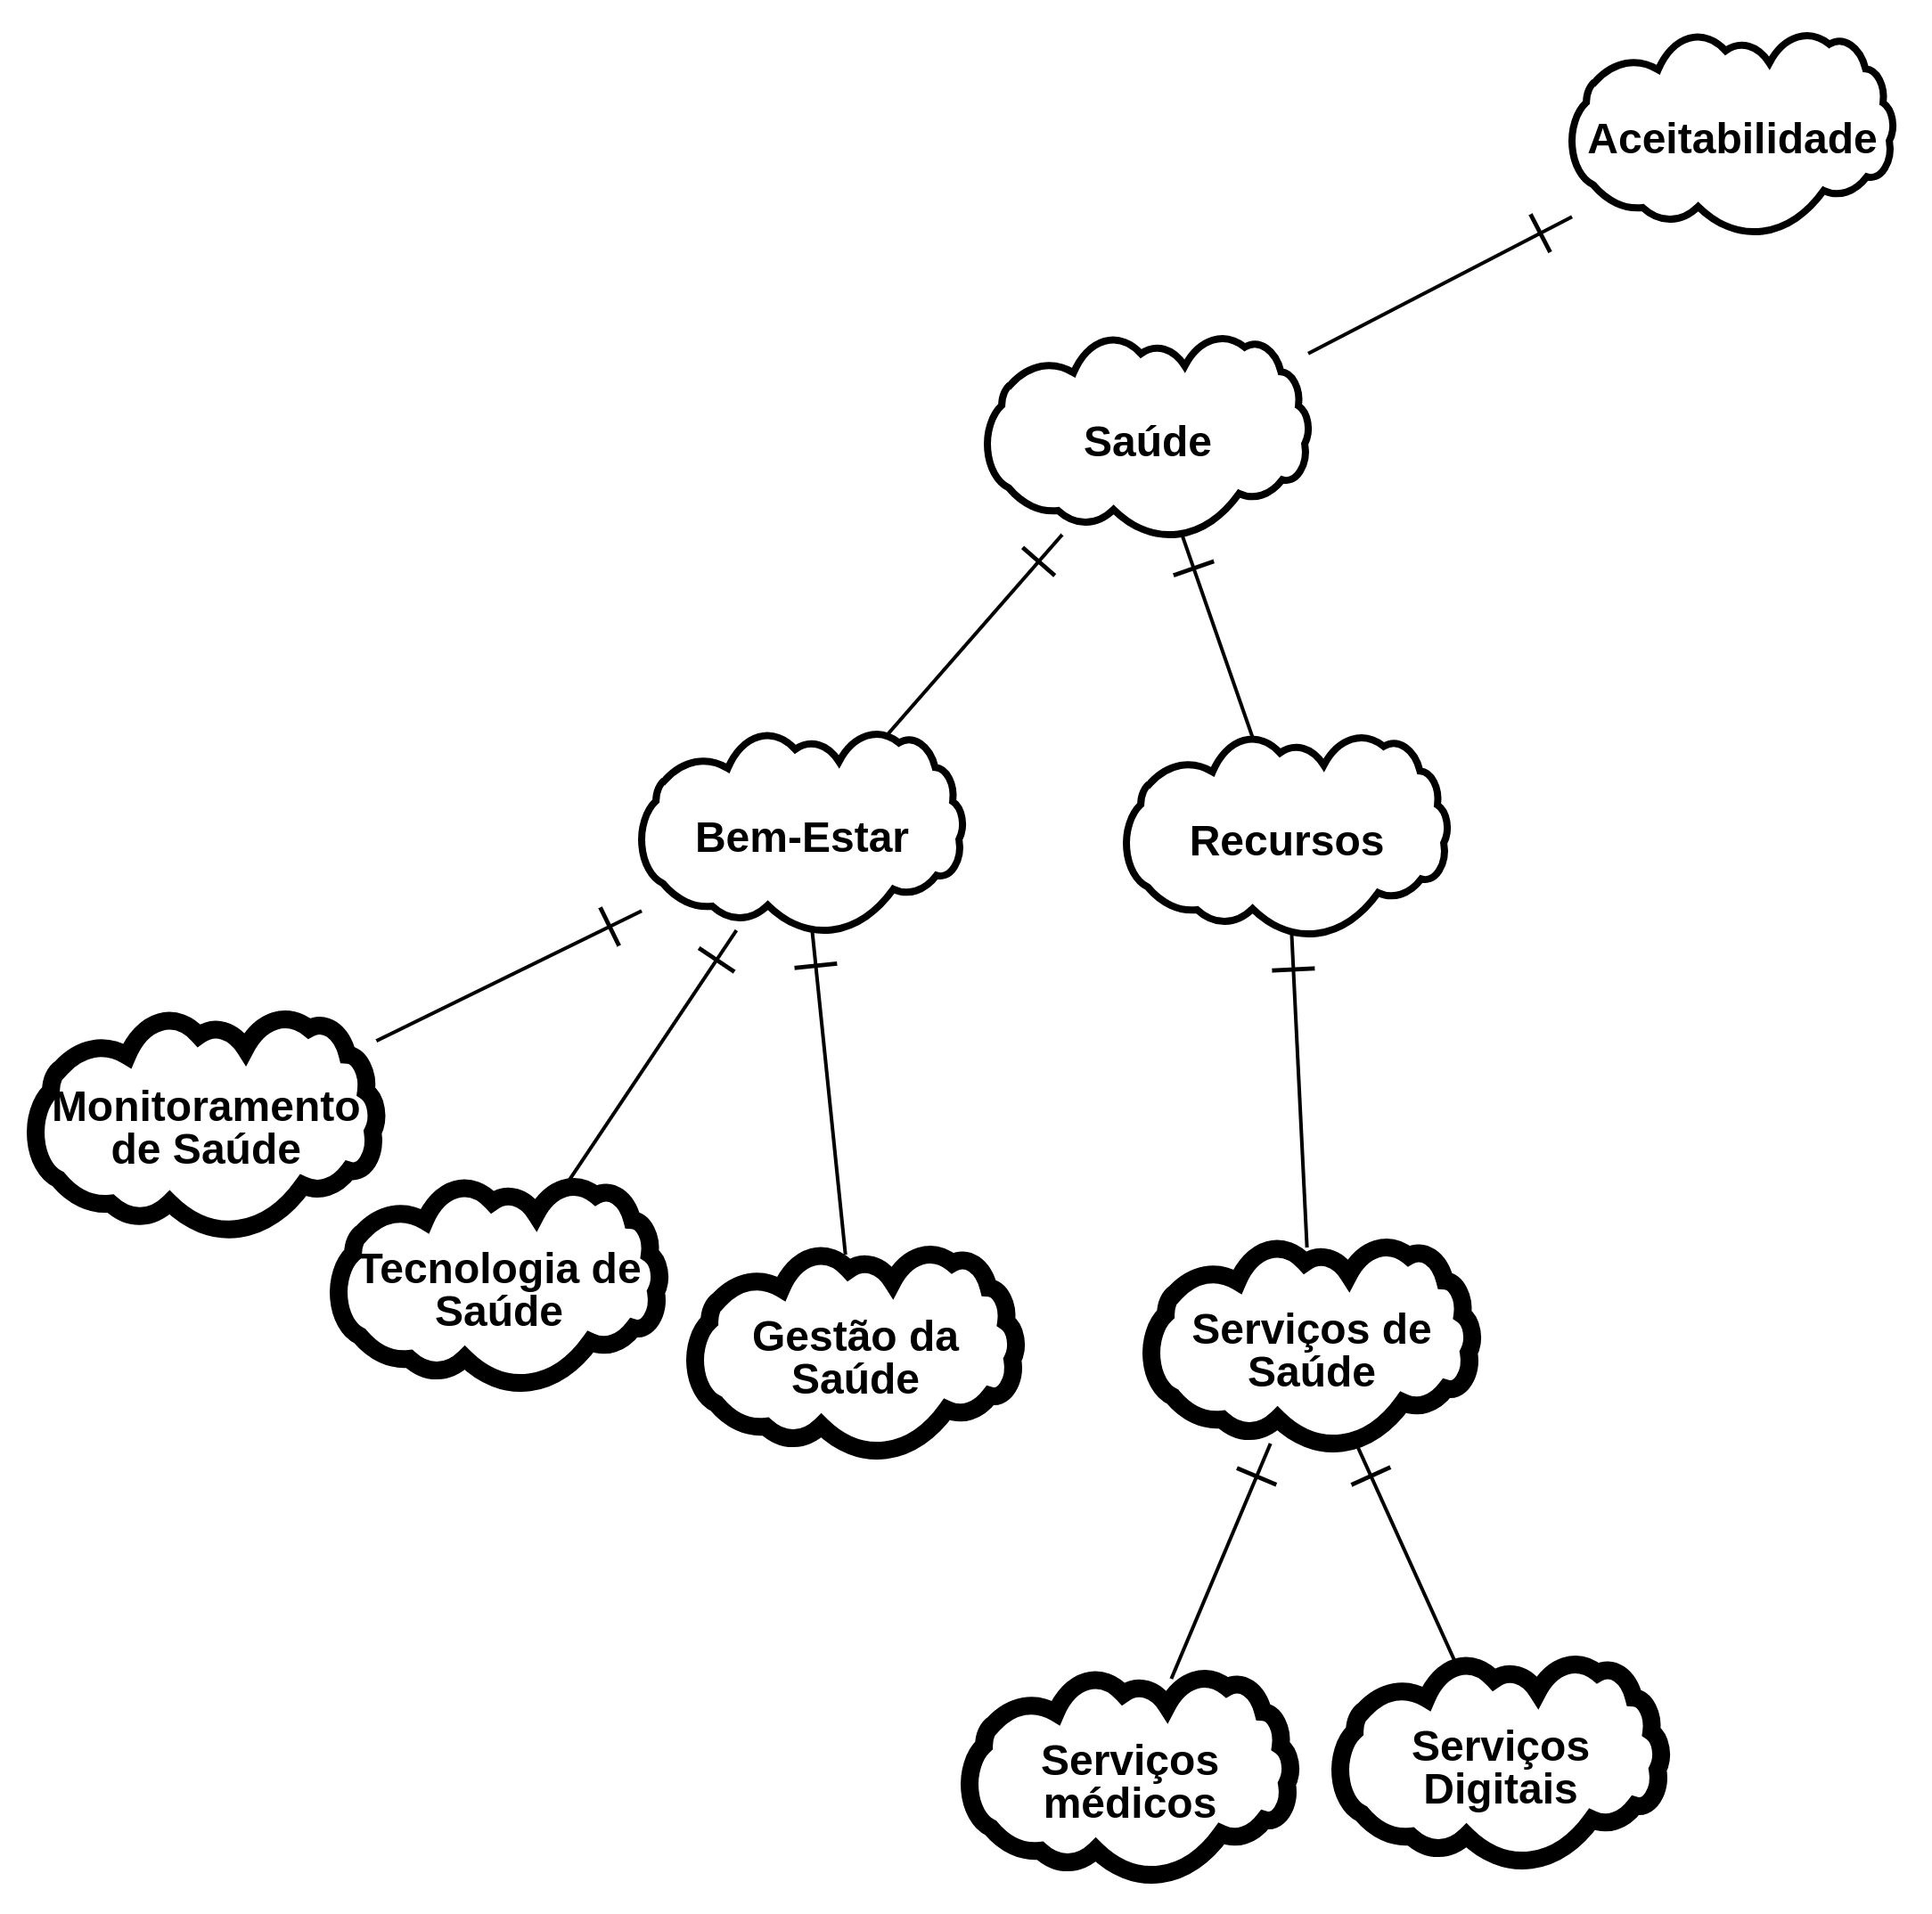 Aceitabilidade
Saúde
Bem-Estar
Recursos
Monitoramento
de Saúde
Tecnologia de
Saúde
Gestão da
Saúde
Serviços de
Saúde
Serviços
médicos
Serviços
Digitais